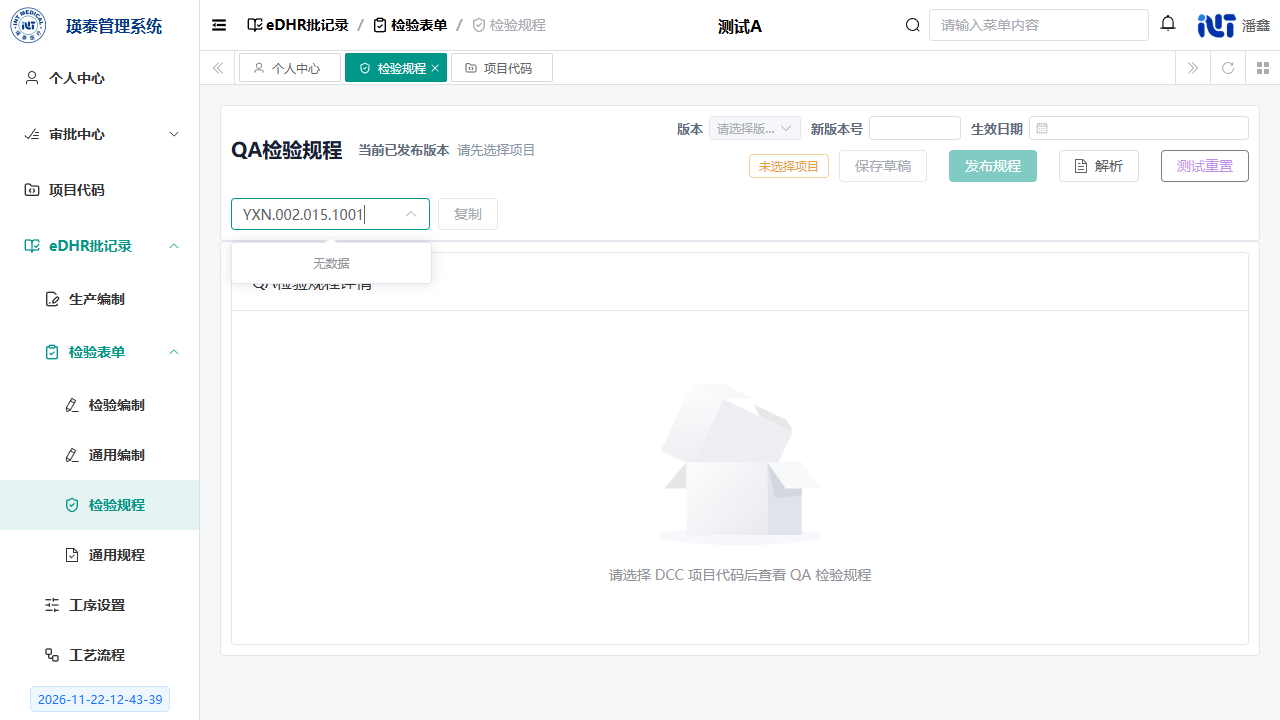 瑛泰管理系统
eDHR批记录 / 检验表单 / 检验规程
测试A
请输入菜单内容
潘鑫
个人中心
检验规程
项目代码
个人中心
审批中心
项目代码
eDHR批记录
生产编制
检验表单
检验编制
通用编制
检验规程
通用规程
工序设置
工艺流程
2026-11-22-12-43-39
版本 请选择版... 新版本号 生效日期
QA检验规程 当前已发布版本 请先选择项目
未选择项目 保存草稿 发布规程 解析 测试重置
YXN.002.015.1001 复制
无数据
QA检验规程详情
请选择 DCC 项目代码后查看 QA 检验规程